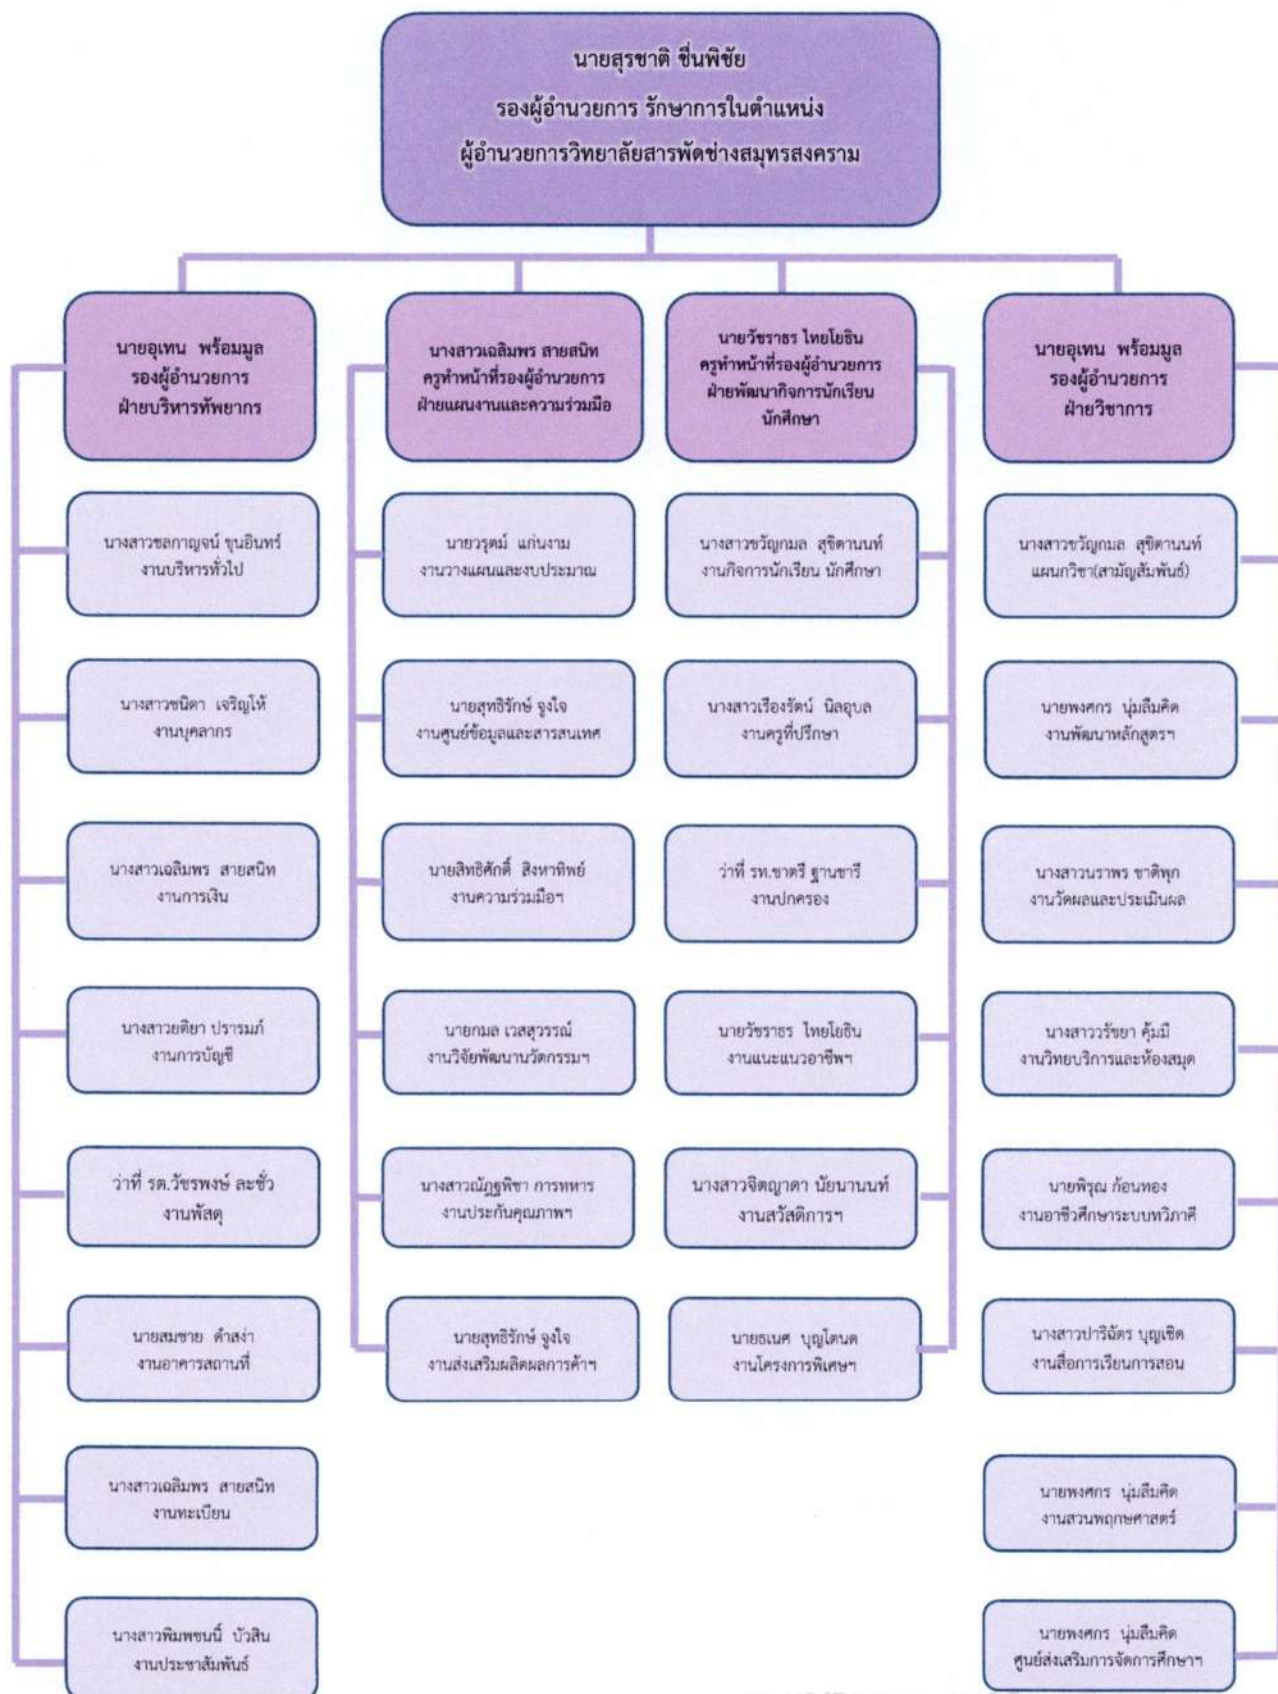 นายสุรชาติ ชื่นพิชัย
รองผู้อำนวยการ รักษาการในตำแหน่ง
ผู้อำนวยการวิทยาลัยสารพัดช่างสมุทรสงคราม
นายอุเทน พร้อมมูล
รองผู้อำนวยการ
ฝ่ายบริหารทรัพยากร
นางสาวชลกาญจน์ ขุนอินทร์
งานบริหารทั่วไป
นางสาวชนิดา เจริญโห้
งานบุคลากร
นางสาวเฉลิมพร สายสนิท
งานการเงิน
นางสาวยติยา ปรารมภ์
งานการบัญชี
ว่าที่ รต.วัชรพงษ์ ละชั่ว
งานพัสดุ
นายสมชาย คำสง่า
งานอาคารสถานที่
นางสาวเฉลิมพร สายสนิท
งานทะเบียน
นางสาวพิมพชนนี้ บัวสิน
งานประชาสัมพันธ์
นางสาวเฉลิมพร สายสนิท
ครูทำหน้าที่รองผู้อำนวยการ
ฝ่ายแผนงานและความร่วมมือ
นายวรุตม์ แก่นงาม
งานวางแผนและงบประมาณ
นายสุทธิรักษ์ จูงใจ
งานศูนย์ข้อมูลและสารสนเทศ
นายสิทธิศักดิ์ สิงหาทิพย์
งานความร่วมมือฯ
นายกมล เวสสุวรรณ์
งานวิจัยพัฒนานวัตกรรมฯ
นางสาวณัฎฐพิชา การทหาร
งานประกันคุณภาพฯ
นายสุทธิรักษ์ จูงใจ
งานส่งเสริมผลิตผลการค้าฯ
นายวัชราธร ไทยโยธิน
ครูทำหน้าที่รองผู้อำนวยการ
ฝ่ายพัฒนากิจการนักเรียน
นักศึกษา
นางสาวขวัญกมล สุขิตานนท์
งานกิจการนักเรียน นักศึกษา
นางสาวเรืองรัตน์ นิลอุบล
งานครูที่ปรึกษา
ว่าที่ รท.ชาตรี ฐานชารี
งานปกครอง
นายวัชราธร ไทยโยธิน
งานแนะแนวอาชีพฯ
นางสาวจิตญาดา นัยนานนท์
งานสวัสดิการฯ
นายธเนศ บุญโตนด
งานโครงการพิเศษฯ
นายอุเทน พร้อมมูล
รองผู้อำนวยการ
ฝ่ายวิชาการ
นางสาวขวัญกมล สุขิตานนท์
แผนกวิชา(สามัญสัมพันธ์)
นายพงศกร นุ่มลืมคิด
งานพัฒนาหลักสูตรฯ
นางสาวนราพร ชาติพุก
งานวัดผลและประเมินผล
นางสาววรัชยา คุ้มมี
งานวิทยบริการและห้องสมุด
นายพิรุณ ก้อนทอง
งานอาชีวศึกษาระบบทวิภาคี
นางสาวปาริฉัตร บุญเชิด
งานสื่อการเรียนการสอน
นายพงศกร นุ่มลืมคิด
งานสวนพฤกษศาสตร์
นายพงศกร นุ่มลืมคิด
ศูนย์ส่งเสริมการจัดการศึกษาฯ